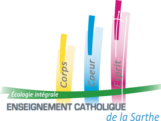 Corps
Coeur
Esprit
Écologie intégrale
ENSEIGNEMENT CATHOLIQUE
de la Sarthe